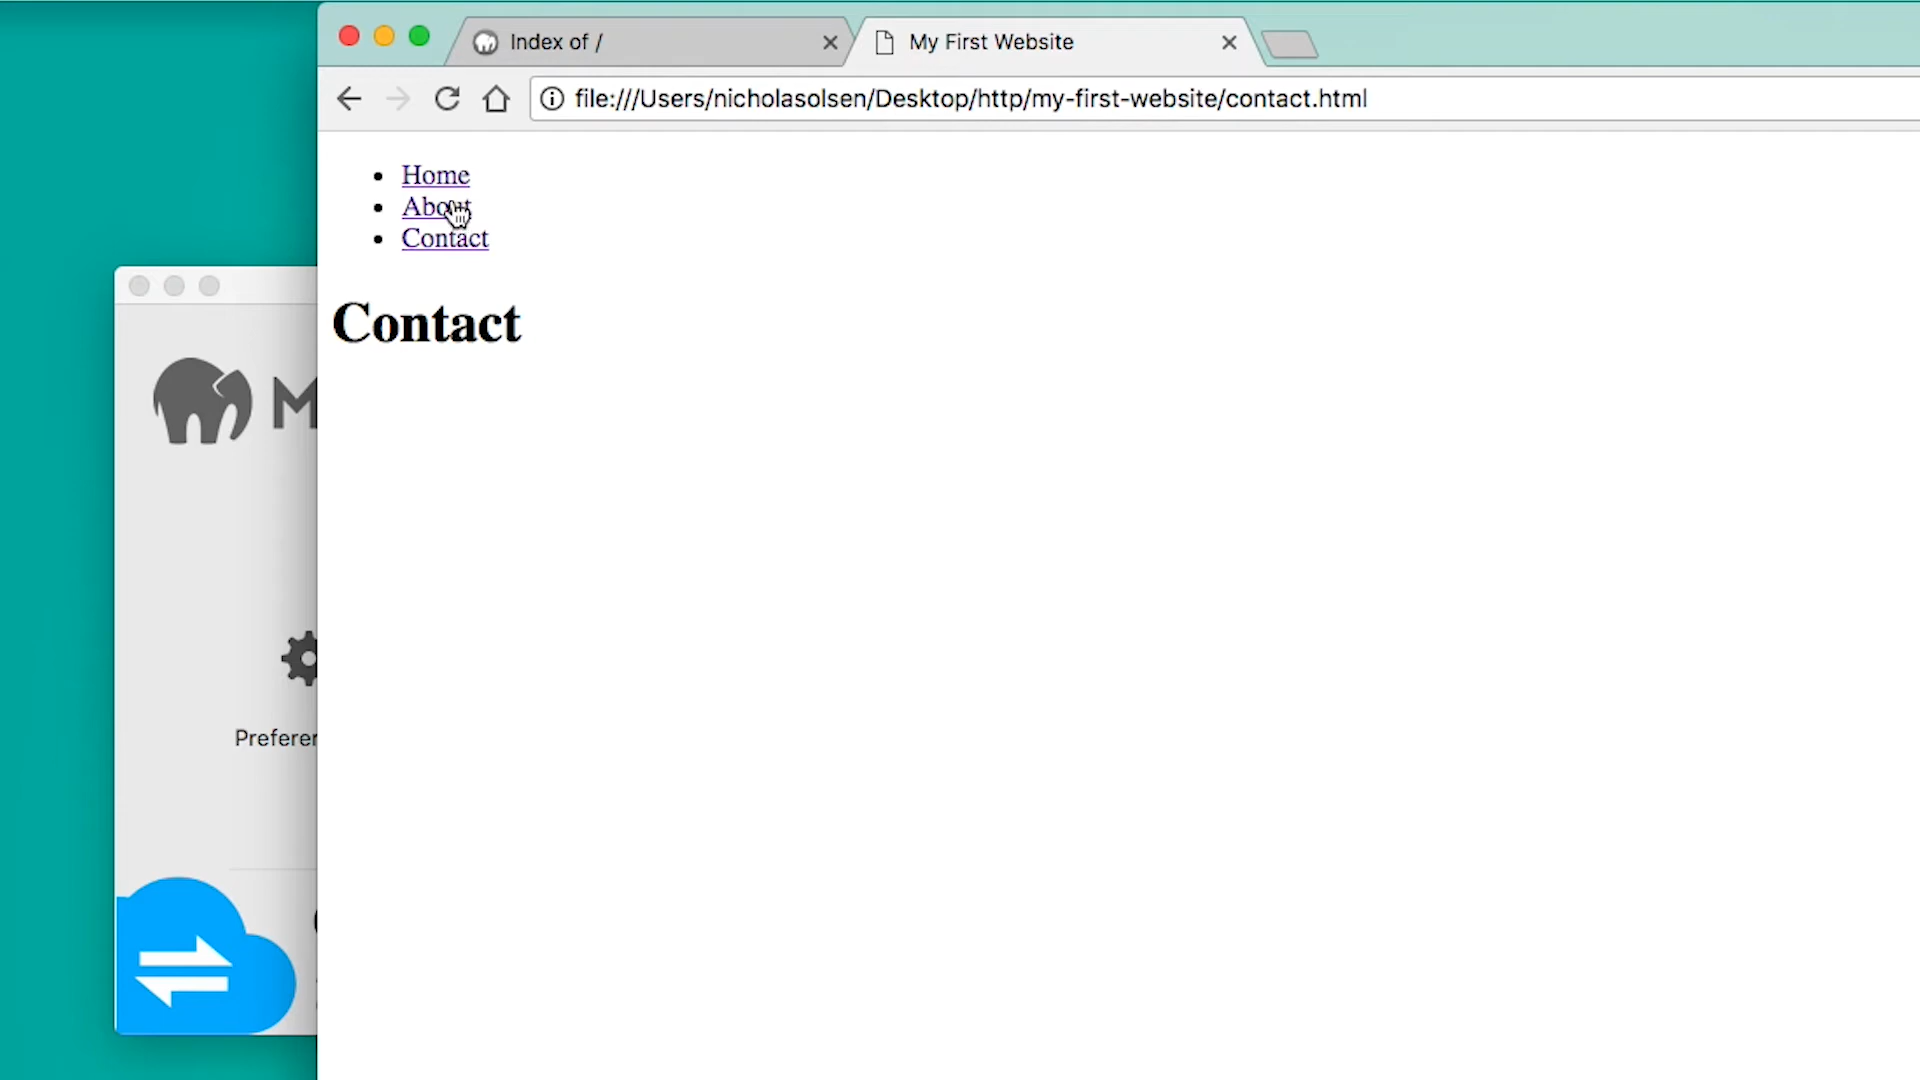 Index of /
My First Website
file:///Users/nicholasolsen/Desktop/http/my-first-website/contact.html
Home
About
Contact
Contact
M
Preferen